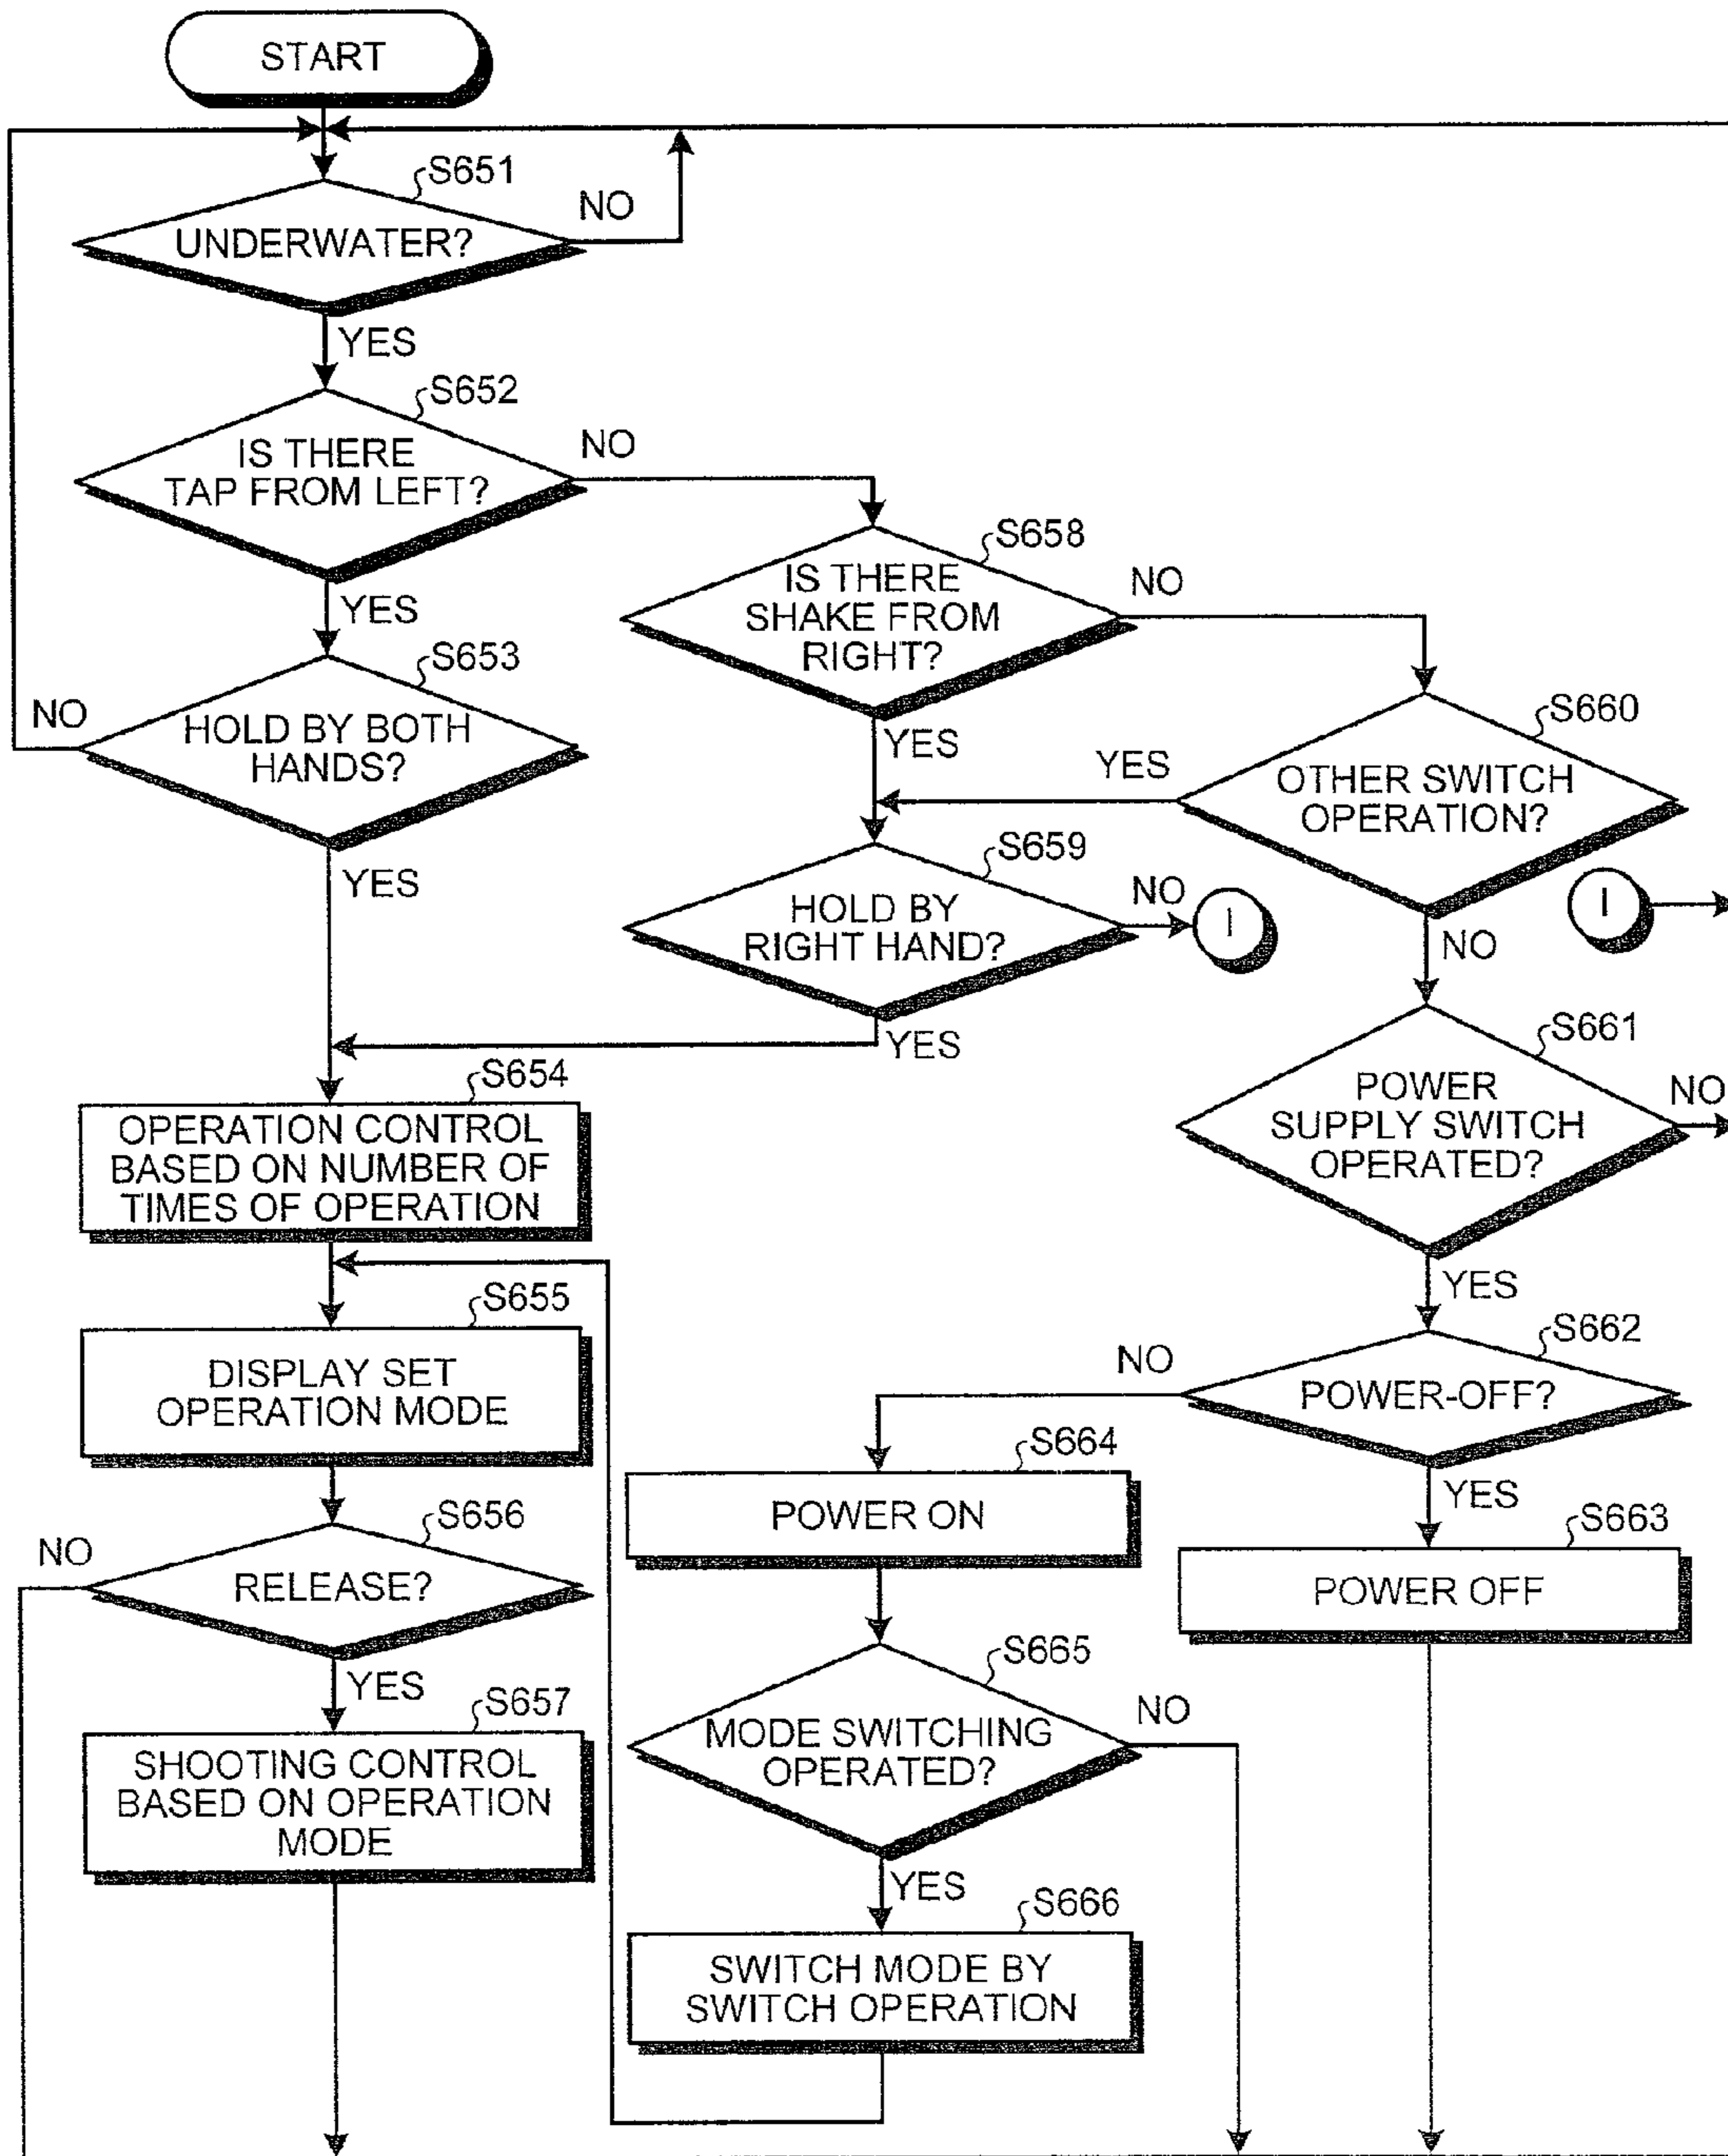 START
S651
UNDERWATER?
NO
YES
S652
IS THERE
TAP FROM LEFT?
NO
YES
S653
HOLD BY BOTH
HANDS?
NO
YES
S658
IS THERE
SHAKE FROM
RIGHT?
NO
YES
S660
OTHER SWITCH
OPERATION?
YES
NO
S659
HOLD BY
RIGHT HAND?
NO
I
I
YES
S661
POWER
SUPPLY SWITCH
OPERATED?
NO
YES
S654
OPERATION CONTROL
BASED ON NUMBER OF
TIMES OF OPERATION
S655
DISPLAY SET
OPERATION MODE
S662
POWER-OFF?
NO
YES
S664
POWER ON
S663
POWER OFF
S656
RELEASE?
NO
YES
S665
MODE SWITCHING
OPERATED?
NO
YES
S657
SHOOTING CONTROL
BASED ON OPERATION
MODE
S666
SWITCH MODE BY
SWITCH OPERATION